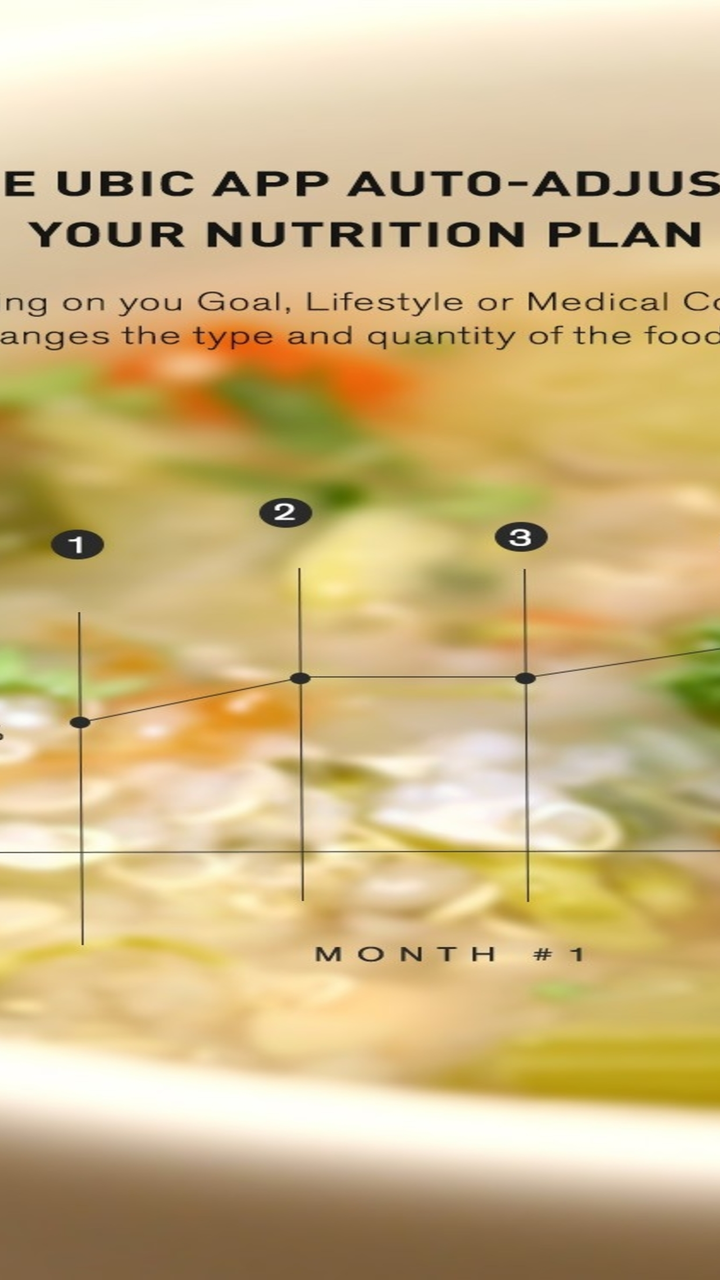 E UBIC APP AUTO-ADJUS
YOUR NUTRITION PLAN
ing on you Goal, Lifestyle or Medical Co
anges the type and quantity of the food
1
2
3
MONTH #1